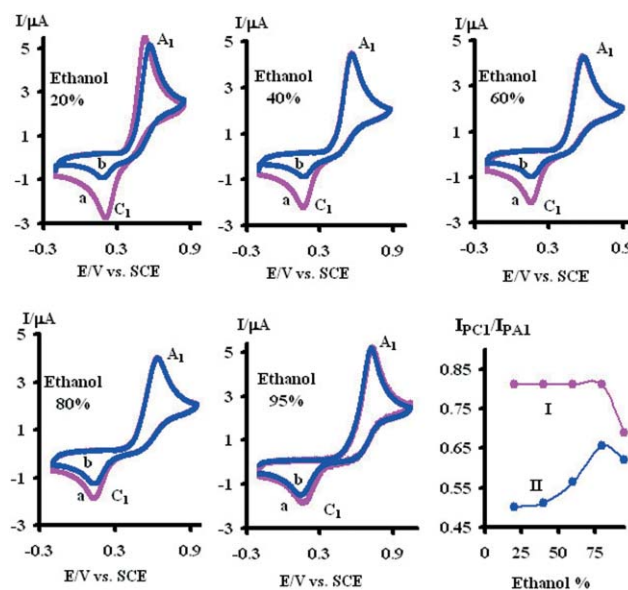 I/µA
5
A1
Ethanol
20%
3
1
b
-1
a
C1
-3
-0.3
0.3
0.9
E/V vs. SCE
I/µA
5
A1
Ethanol
40%
3
1
b
-1
a
C1
-3
-0.3
0.3
0.9
E/V vs. SCE
I/µA
5
A1
Ethanol
60%
3
1
b
-1
a
C1
-3
-0.3
0.3
0.9
E/V vs. SCE
I/µA
5
A1
Ethanol
80%
3
1
b
-1
a
C1
-3
-0.3
0.3
0.9
E/V vs. SCE
I/µA
5
A1
Ethanol
95%
3
1
b
-1
a
C1
-3
-0.3
0.3
0.9
E/V vs. SCE
IPC1/IPA1
0.85
0.75
I
0.65
II
0.55
0.45
0
25
50
75
Ethanol %